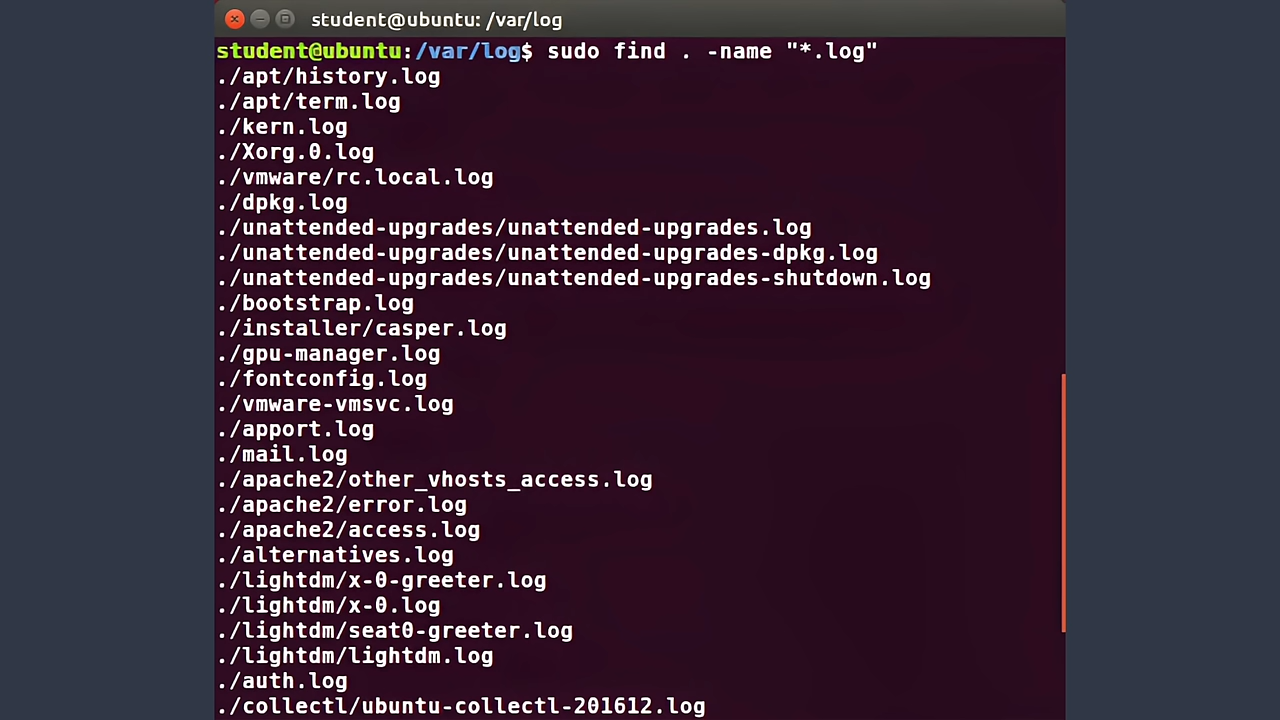 student@ubuntu: /var/log
student@ubuntu:/var/log$ sudo find . -name "*.log"
./apt/history.log
./apt/term.log
./kern.log
./Xorg.0.log
./vmware/rc.local.log
./dpkg.log
./unattended-upgrades/unattended-upgrades.log
./unattended-upgrades/unattended-upgrades-dpkg.log
./unattended-upgrades/unattended-upgrades-shutdown.log
./bootstrap.log
./installer/casper.log
./gpu-manager.log
./fontconfig.log
./vmware-vmsvc.log
./apport.log
./mail.log
./apache2/other_vhosts_access.log
./apache2/error.log
./apache2/access.log
./alternatives.log
./lightdm/x-0-greeter.log
./lightdm/x-0.log
./lightdm/seat0-greeter.log
./lightdm/lightdm.log
./auth.log
./collectl/ubuntu-collectl-201612.log